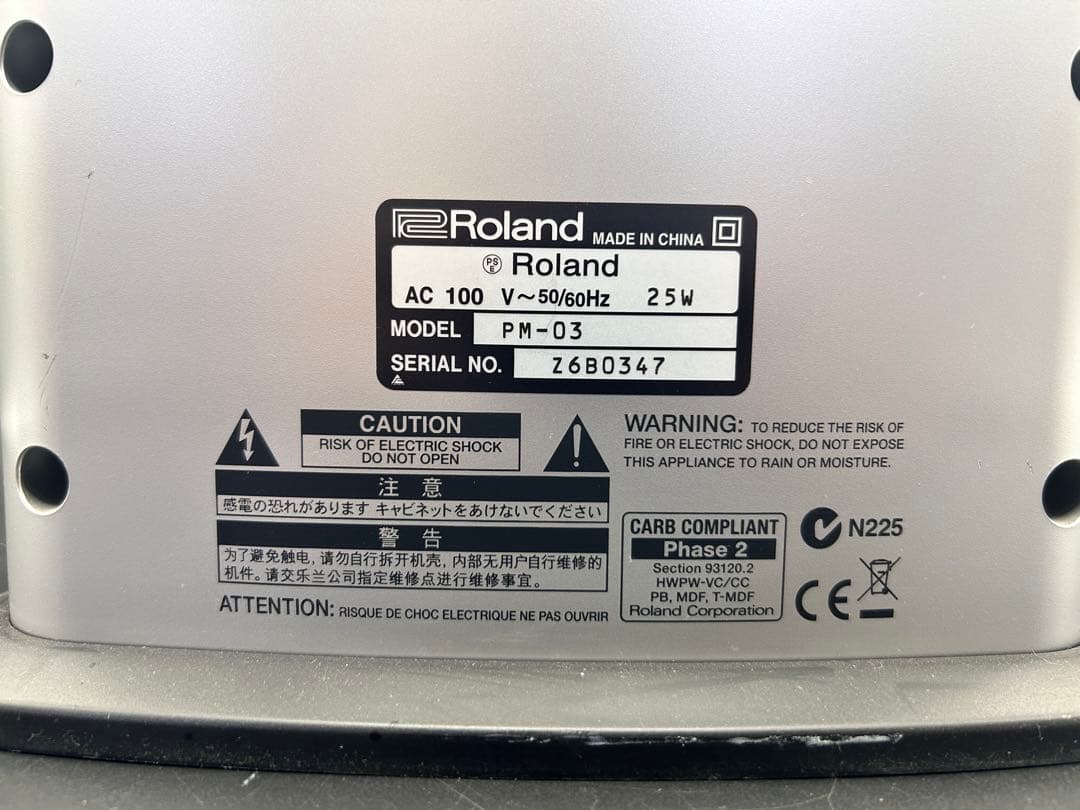 Roland MADE IN CHINA
PS E Roland
AC 100 V～50/60Hz 25W
MODEL PM-03
SERIAL NO. Z6B0347
CAUTION
RISK OF ELECTRIC SHOCK
DO NOT OPEN
WARNING: TO REDUCE THE RISK OF
FIRE OR ELECTRIC SHOCK, DO NOT EXPOSE
THIS APPLIANCE TO RAIN OR MOISTURE.
注 意
感電の恐れがあります キャビネットをあけないでください
警 告
为了避免触电, 请勿自行拆开机壳, 内部无用户自行维修的
机件。请交乐兰公司指定维修点进行维修事宜。
ATTENTION: RISQUE DE CHOC ELECTRIQUE NE PAS OUVRIR
CARB COMPLIANT
Phase 2
Section 93120.2
HWPW-VC/CC
PB, MDF, T-MDF
Roland Corporation
N225
CE